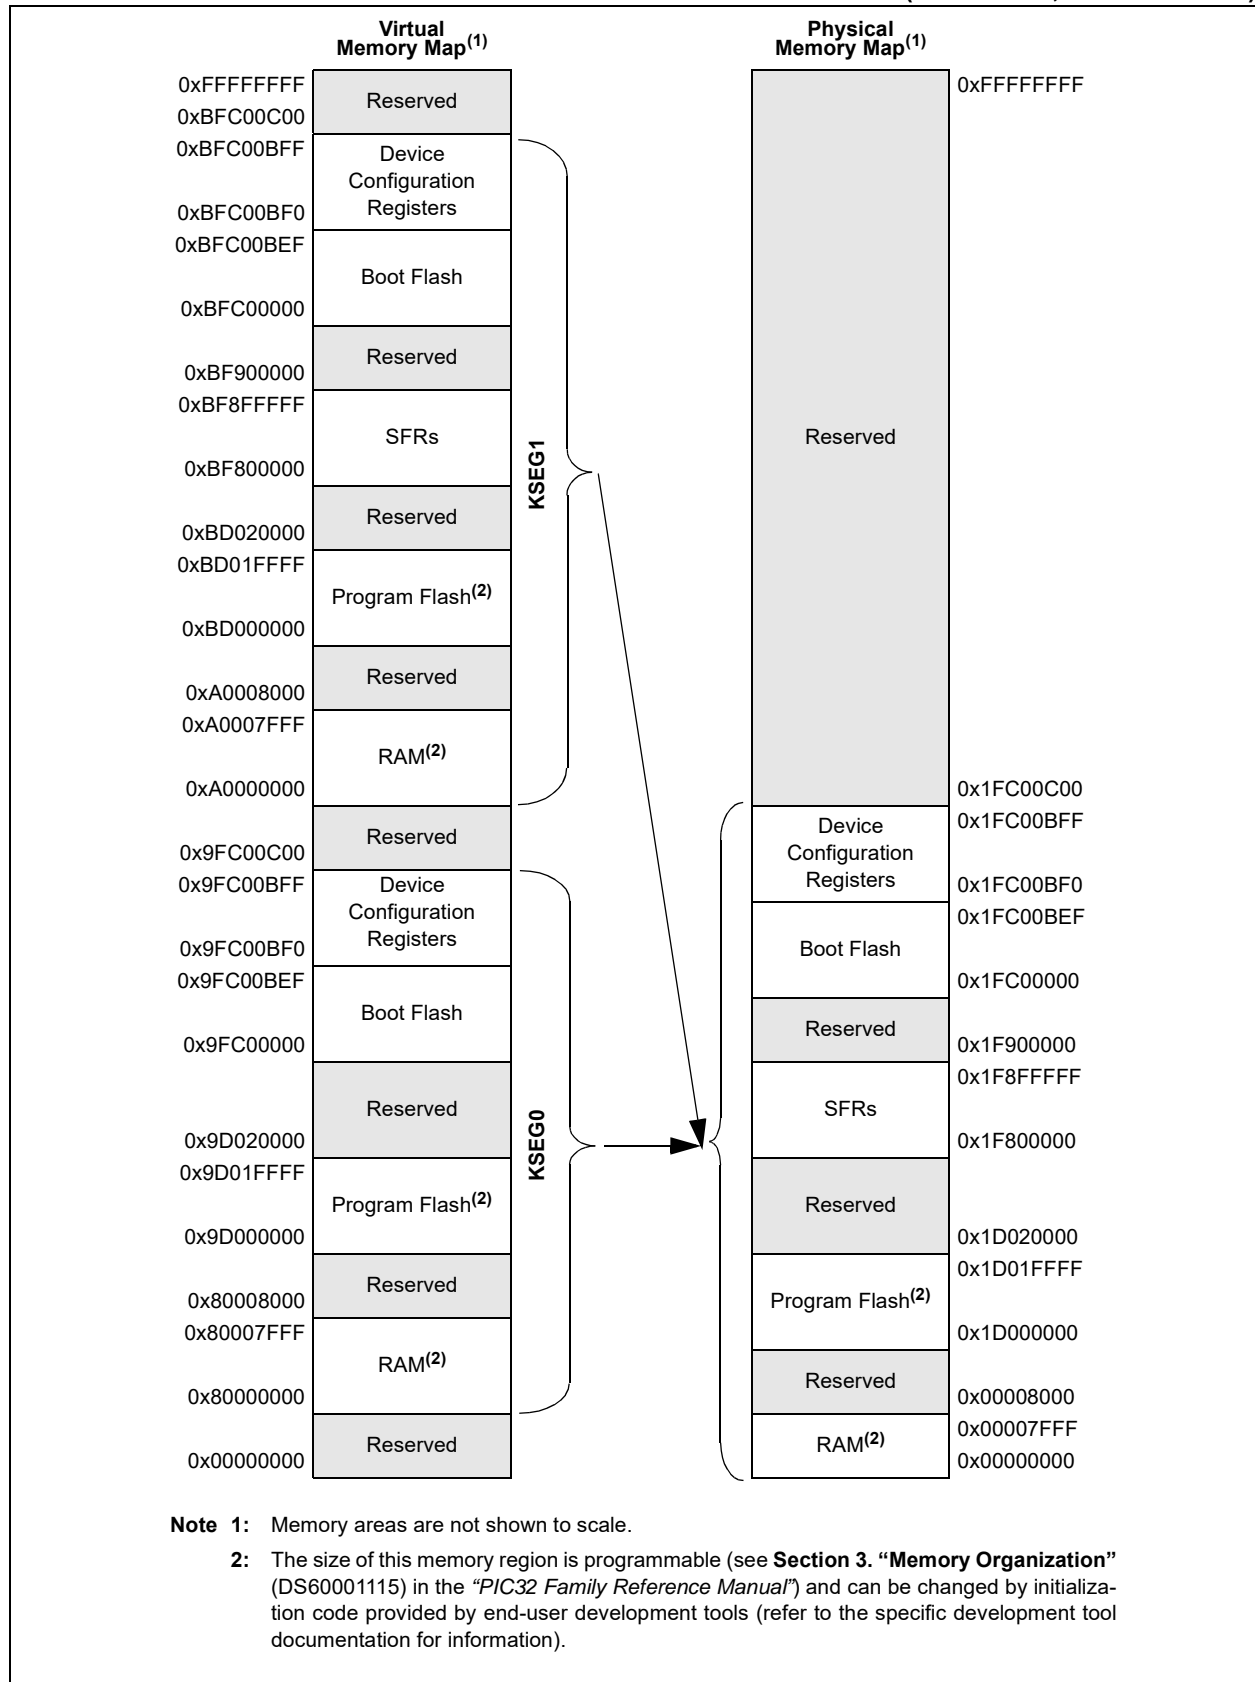 Virtual
Memory Map(1)
Physical
Memory Map(1)
0xFFFFFFFF
Reserved
0xBFC00C00
0xBFC00BFF
Device
Configuration
Registers
0xBFC00BF0
0xBFC00BEF
Boot Flash
0xBFC00000
Reserved
0xBF900000
0xBF8FFFFF
SFRs
0xBF800000
Reserved
0xBD020000
0xBD01FFFF
Program Flash(2)
0xBD000000
Reserved
0xA0008000
0xA0007FFF
RAM(2)
0xA0000000
Reserved
0x9FC00C00
0x9FC00BFF
Device
Configuration
Registers
0x9FC00BF0
0x9FC00BEF
Boot Flash
0x9FC00000
Reserved
0x9D020000
0x9D01FFFF
Program Flash(2)
0x9D000000
Reserved
0x80008000
0x80007FFF
RAM(2)
0x80000000
Reserved
0x00000000
KSEG1
KSEG0
0xFFFFFFFF
Reserved
0x1FC00C00
0x1FC00BFF
Device
Configuration
Registers
0x1FC00BF0
0x1FC00BEF
Boot Flash
0x1FC00000
Reserved
0x1F900000
0x1F8FFFFF
SFRs
0x1F800000
Reserved
0x1D020000
0x1D01FFFF
Program Flash(2)
0x1D000000
Reserved
0x00008000
0x00007FFF
RAM(2)
0x00000000
Note 1: Memory areas are not shown to scale.
2: The size of this memory region is programmable (see Section 3. “Memory Organization”
(DS60001115) in the “PIC32 Family Reference Manual”) and can be changed by initializa-
tion code provided by end-user development tools (refer to the specific development tool
documentation for information).